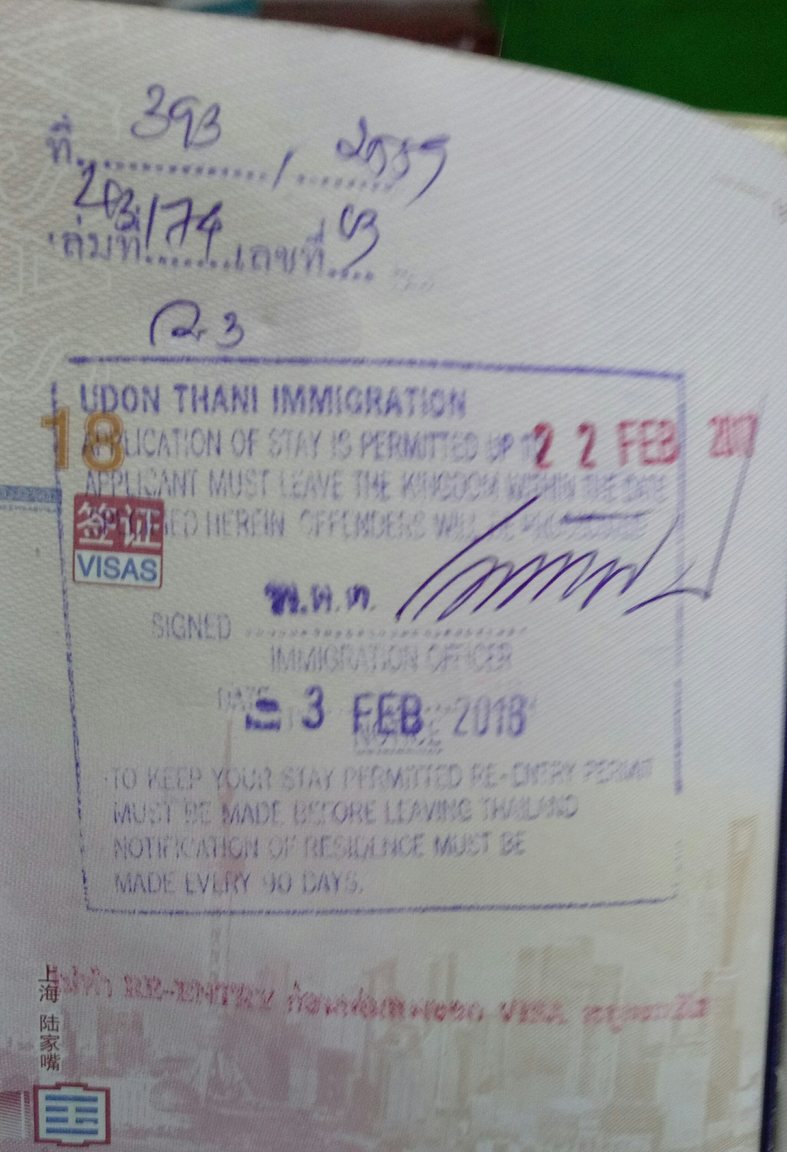 ที่ 393 / 2559
203/74
เล่มที่ เลขที่ 03
UDON THANI IMMIGRATION
18
APPLICATION OF STAY IS PERMITTED UP TO 22 FEB 2017
APPLICANT MUST LEAVE THE KINGDOM WITHIN THE DATE
SPECIFIED HEREIN. OFFENDERS WILL BE PROSECUTED
签证
VISAS
พ.ต.ท.
SIGNED
IMMIGRATION OFFICER
DATE - 3 FEB 2016
NOTICE
TO KEEP YOUR STAY PERMITTED RE-ENTRY PERMIT
MUST BE MADE BEFORE LEAVING THAILAND
NOTIFICATION OF RESIDENCE MUST BE
MADE EVERY 90 DAYS.
RE-ENTRY VISA
上海 陆家嘴